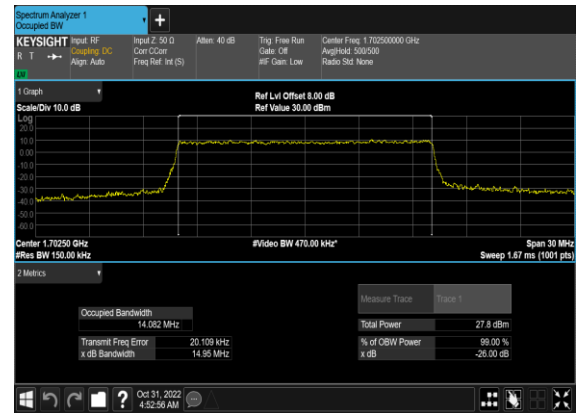 Spectrum Analyzer 1
Occupied BW
KEYSIGHT Input: RF Input Z: 50 Ω Atten: 40 dB Trig: Free Run Center Freq: 1.702500000 GHz
R T Coupling: DC Corr CCorr Gate: Off Avg|Hold: 500/500
Align: Auto Freq Ref: Int (S) #IF Gain: Low Radio Std: None
LXI
1 Graph
Ref Lvl Offset 8.00 dB
Scale/Div 10.0 dB Ref Value 30.00 dBm
Log
20.0
10.0
0.00
-10.0
-20.0
-30.0
-40.0
-50.0
-60.0
Center 1.70250 GHz #Video BW 470.00 kHz* Span 30 MHz
#Res BW 150.00 kHz Sweep 1.67 ms (1001 pts)
2 Metrics
Measure Trace Trace 1
Occupied Bandwidth
14.082 MHz Total Power 27.8 dBm
Transmit Freq Error 20.109 kHz % of OBW Power 99.00 %
x dB Bandwidth 14.95 MHz x dB -26.00 dB
? Oct 31, 2022
4:52:56 AM